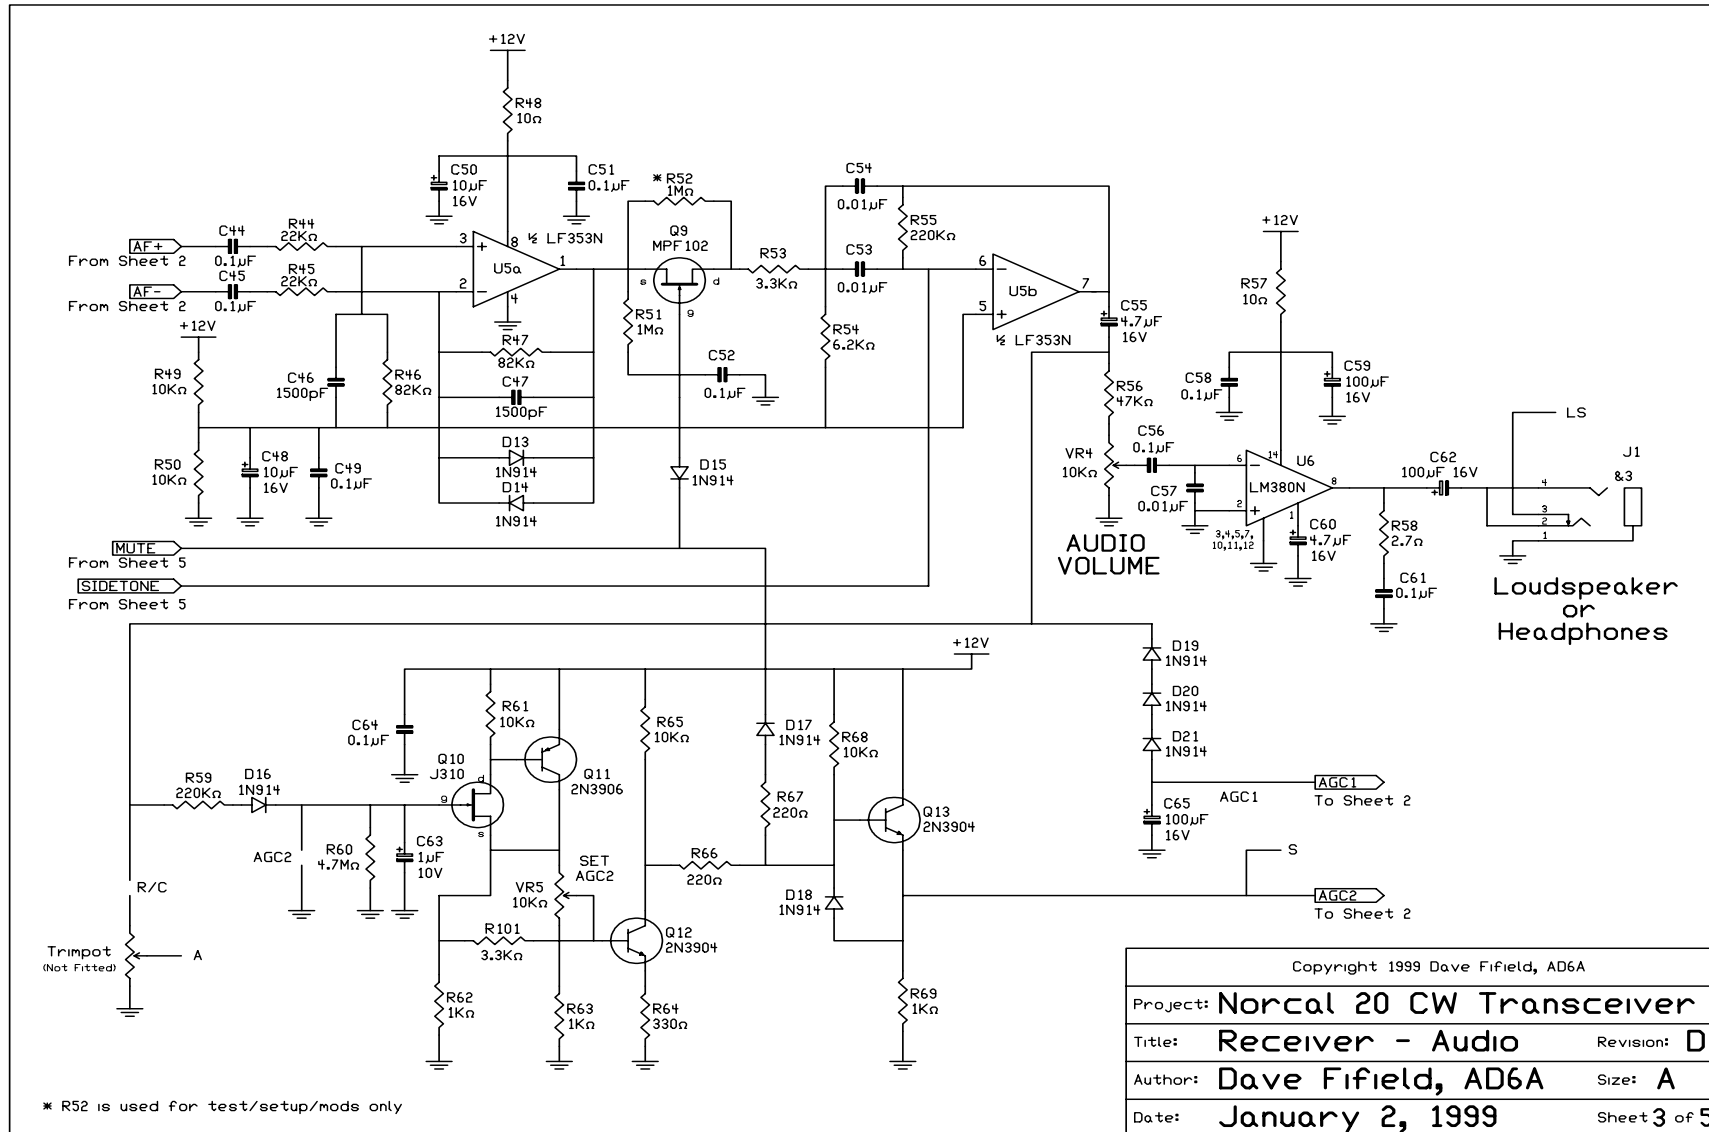 +12V
R48
10Ω
C50
10µF
16V
C51
0.1µF
* R52
1MΩ
C54
0.01µF
R55
220KΩ
+12V
C44
0.1µF
R44
22KΩ
AF+
From Sheet 2
C45
0.1µF
R45
22KΩ
AF-
From Sheet 2
3
+
8
½ LF353N
U5a
1
2
−
4
Q9
MPF102
s
d
g
R53
3.3KΩ
C53
0.01µF
6
−
U5b
7
5
+
½ LF353N
R57
10Ω
C55
4.7µF
16V
+12V
R49
10KΩ
C46
1500pF
R46
82KΩ
R47
82KΩ
C47
1500pF
R51
1MΩ
C52
0.1µF
R54
6.2KΩ
R56
47KΩ
C58
0.1µF
C59
100µF
16V
LS
R50
10KΩ
C48
10µF
16V
C49
0.1µF
D13
1N914
D14
1N914
D15
1N914
VR4
10KΩ
C56
0.1µF
C57
0.01µF
6
−
14
U6
LM380N
8
2
+
1
3,4,5,7,
10,11,12
C60
4.7µF
16V
C62
100µF 16V
R58
2.7Ω
C61
0.1µF
J1
&3
4
3
2
1
MUTE
From Sheet 5
SIDETONE
From Sheet 5
AUDIO
VOLUME
Loudspeaker
or
Headphones
+12V
D19
1N914
D20
1N914
D21
1N914
C64
0.1µF
R61
10KΩ
R65
10KΩ
D17
1N914
R68
10KΩ
R59
220KΩ
D16
1N914
Q10
J310
d
g
s
Q11
2N3906
R67
220Ω
Q13
2N3904
AGC1
AGC1
To Sheet 2
C65
100µF
16V
R/C
AGC2
R60
4.7MΩ
C63
1µF
10V
SET
AGC2
VR5
10KΩ
R66
220Ω
D18
1N914
S
AGC2
To Sheet 2
Trimpot
(Not Fitted)
A
R101
3.3KΩ
Q12
2N3904
R62
1KΩ
R63
1KΩ
R64
330Ω
R69
1KΩ
* R52 is used for test/setup/mods only
Copyright 1999 Dave Fifield, AD6A
Project: Norcal 20 CW Transceiver
Title: Receiver - Audio Revision: D
Author: Dave Fifield, AD6A Size: A
Date: January 2, 1999 Sheet 3 of 5